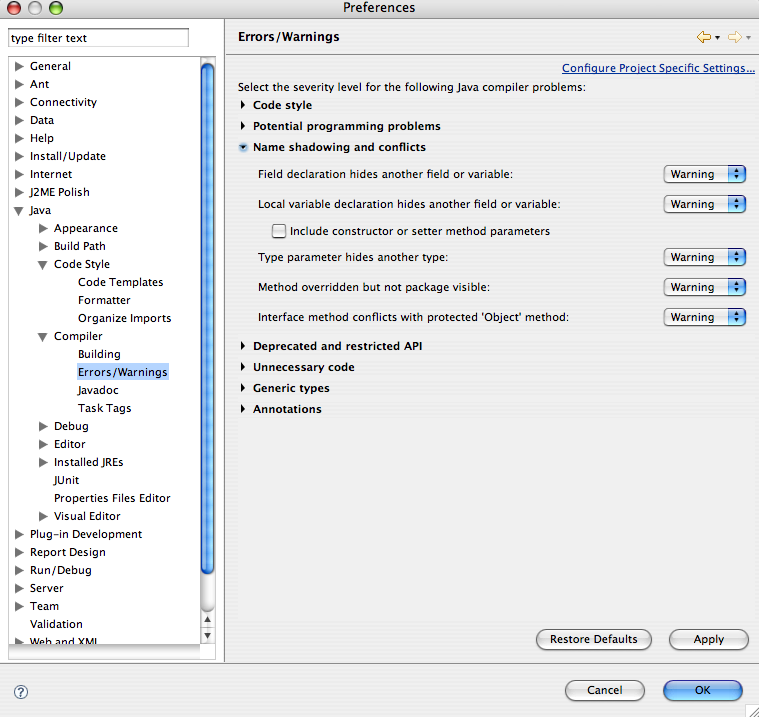 Preferences
type filter text
General
Ant
Connectivity
Data
Help
Install/Update
Internet
J2ME Polish
Java
Appearance
Build Path
Code Style
Code Templates
Formatter
Organize Imports
Compiler
Building
Errors/Warnings
Javadoc
Task Tags
Debug
Editor
Installed JREs
JUnit
Properties Files Editor
Visual Editor
Plug-in Development
Report Design
Run/Debug
Server
Team
Validation
Web and XML
Errors/Warnings
Configure Project Specific Settings...
Select the severity level for the following Java compiler problems:
Code style
Potential programming problems
Name shadowing and conflicts
Field declaration hides another field or variable: Warning
Local variable declaration hides another field or variable: Warning
Include constructor or setter method parameters
Type parameter hides another type: Warning
Method overridden but not package visible: Warning
Interface method conflicts with protected 'Object' method: Warning
Deprecated and restricted API
Unnecessary code
Generic types
Annotations
Restore Defaults Apply
? Cancel OK